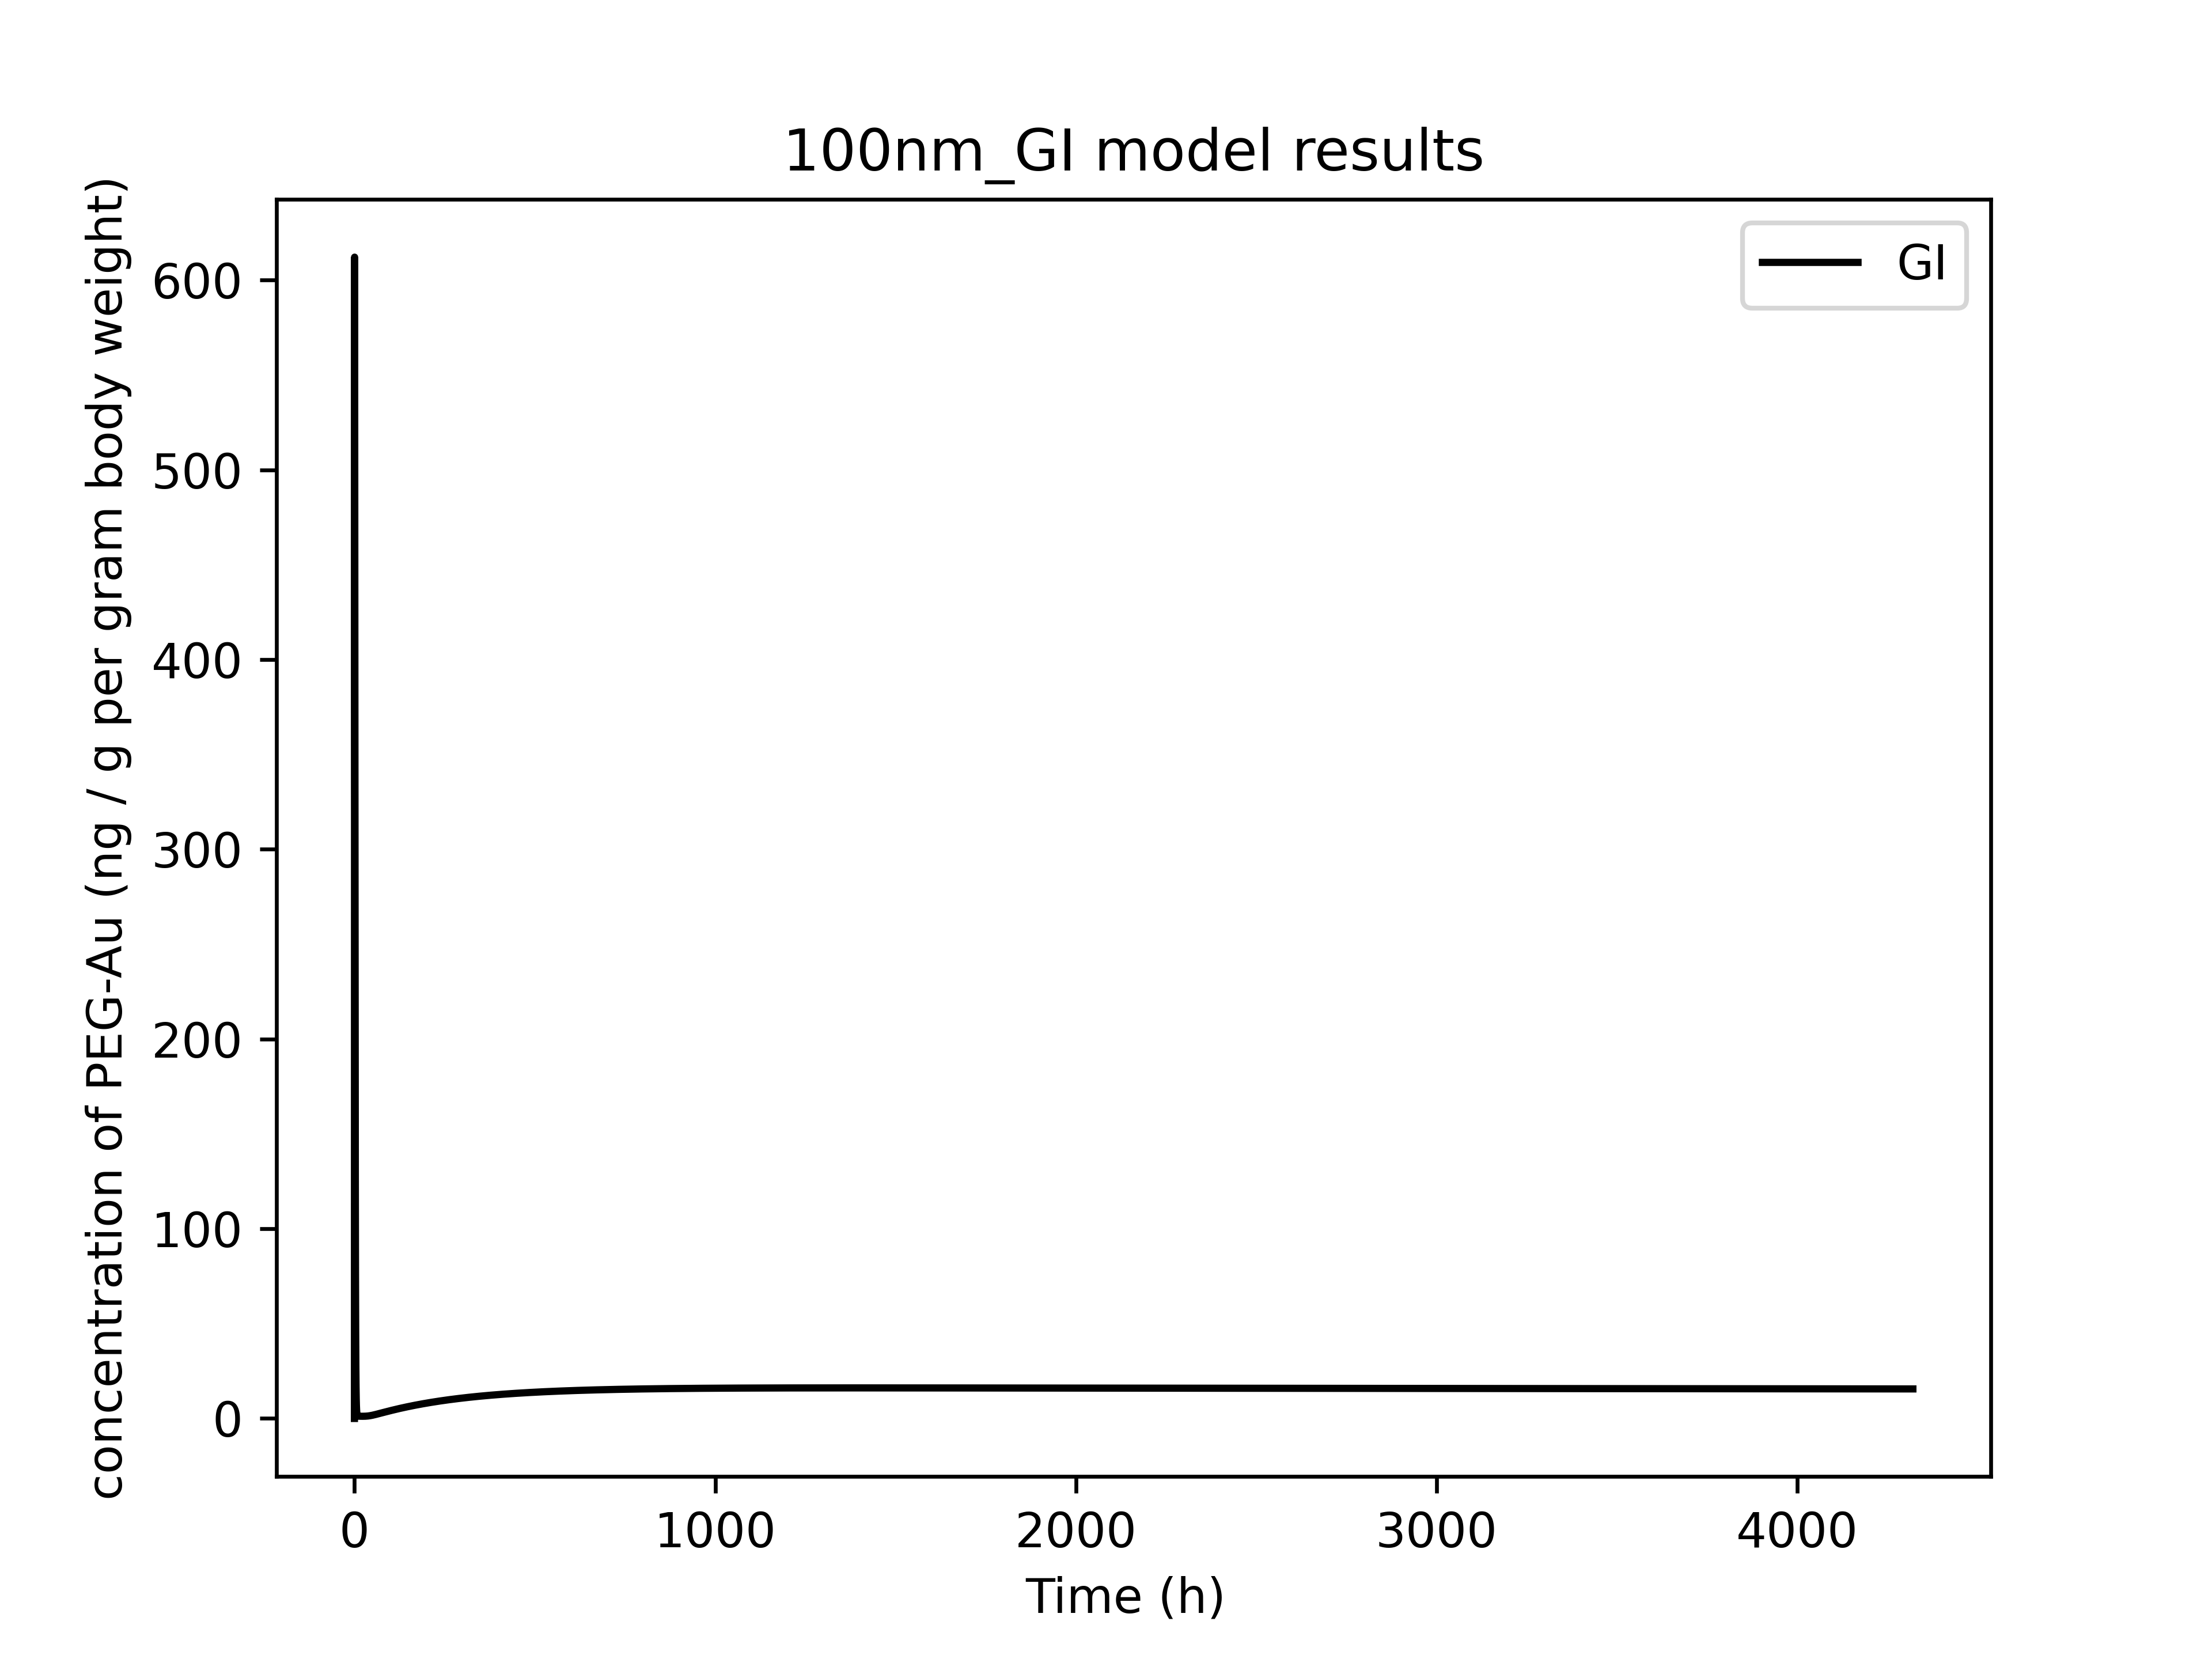 100nm_GI model results
GI
concentration of PEG-Au (ng / g per gram body weight)
600
500
400
300
200
100
0
0 1000 2000 3000 4000
Time (h)